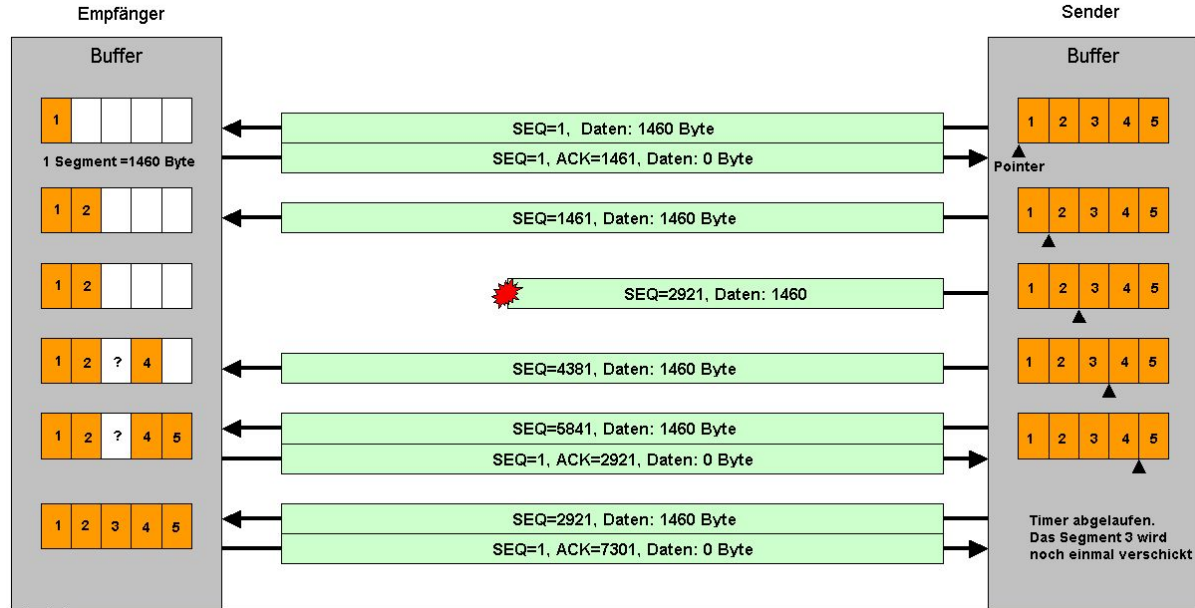 Empfänger
Sender
Buffer
Buffer
1
SEQ=1, Daten: 1460 Byte
1 2 3 4 5
1 Segment =1460 Byte
SEQ=1, ACK=1461, Daten: 0 Byte
Pointer
1 2
SEQ=1461, Daten: 1460 Byte
1 2 3 4 5
1 2
SEQ=2921, Daten: 1460
1 2 3 4 5
1 2 ? 4
SEQ=4381, Daten: 1460 Byte
1 2 3 4 5
1 2 ? 4 5
SEQ=5841, Daten: 1460 Byte
1 2 3 4 5
SEQ=1, ACK=2921, Daten: 0 Byte
1 2 3 4 5
SEQ=2921, Daten: 1460 Byte
SEQ=1, ACK=7301, Daten: 0 Byte
Timer abgelaufen.
Das Segment 3 wird
noch einmal verschickt